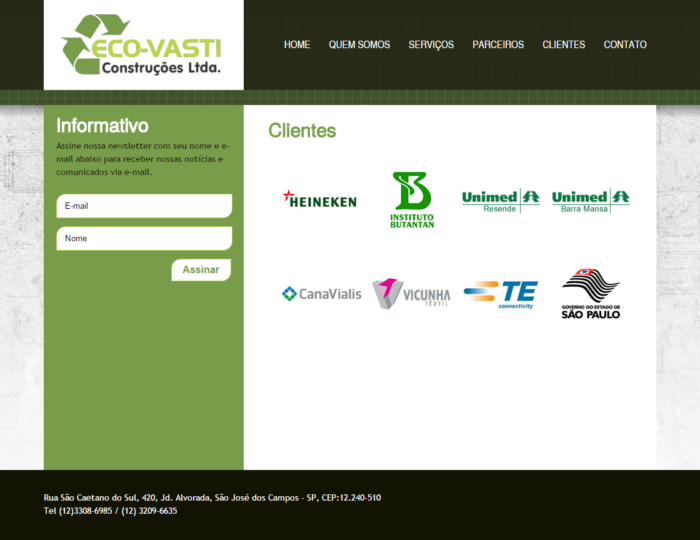 ECO-VASTI
Construções Ltda.
HOME QUEM SOMOS SERVIÇOS PARCEIROS CLIENTES CONTATO
Informativo
Assine nossa newsletter com seu nome e e-
mail abaixo para receber nossas notícias e
comunicados via e-mail.
E-mail
Nome
Assinar
Clientes
HEINEKEN
INSTITUTO
BUTANTAN
Unimed
Resende
Unimed
Barra Mansa
CanaVialis
VICUNHA
TÊXTIL
TE
connectivity
GOVERNO DO ESTADO DE
SÃO PAULO
Rua São Caetano do Sul, 420, Jd. Alvorada, São José dos Campos - SP, CEP:12.240-510
Tel (12)3308-6985 / (12) 3209-6635